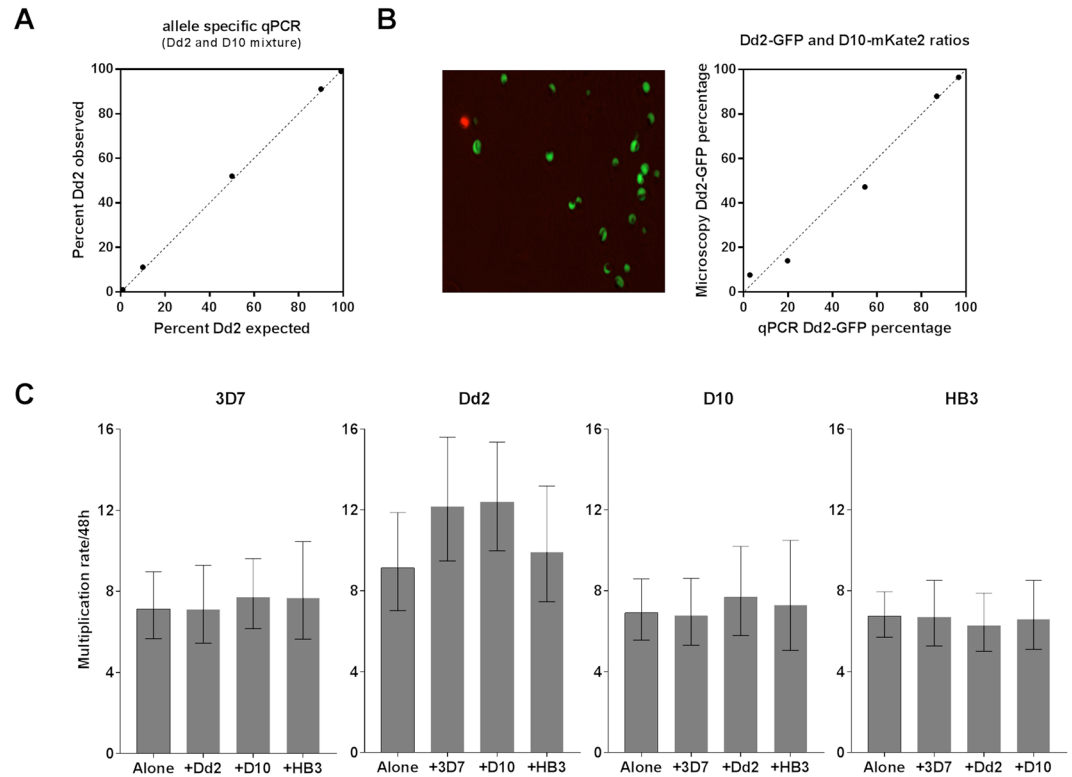 A
allele specific qPCR
(Dd2 and D10 mixture)
100
80
60
40
20
0
0 20 40 60 80 100
Percent Dd2 observed
Percent Dd2 expected
B
Dd2-GFP and D10-mKate2 ratios
100
80
60
40
20
0
0 20 40 60 80 100
Microscopy Dd2-GFP percentage
qPCR Dd2-GFP percentage
C
Multiplication rate/48h
3D7
16
12
8
4
0
Alone +Dd2 +D10 +HB3
Dd2
16
12
8
4
0
Alone +3D7 +D10 +HB3
D10
16
12
8
4
0
Alone +3D7 +Dd2 +HB3
HB3
16
12
8
4
0
Alone +3D7 +Dd2 +D10